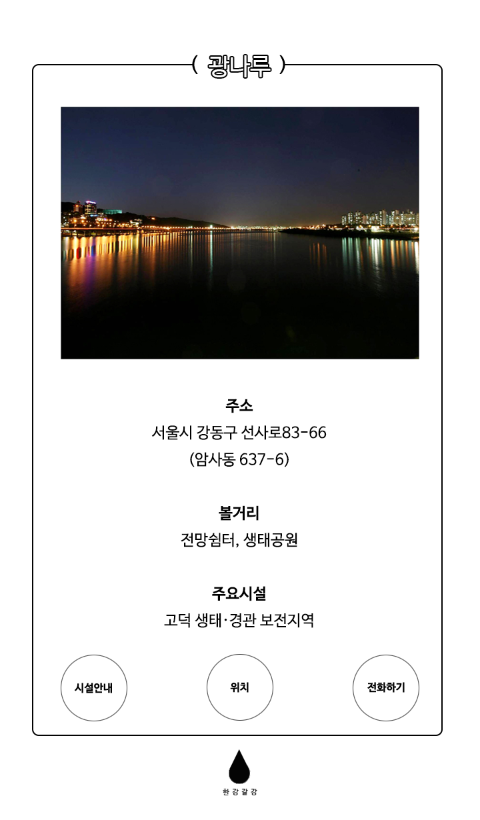 ( 광나루 )
주소
서울시 강동구 선사로83-66
(암사동 637-6)
볼거리
전망쉼터, 생태공원
주요시설
고덕 생태·경관 보전지역
시설안내
위치
전화하기
한강갈강